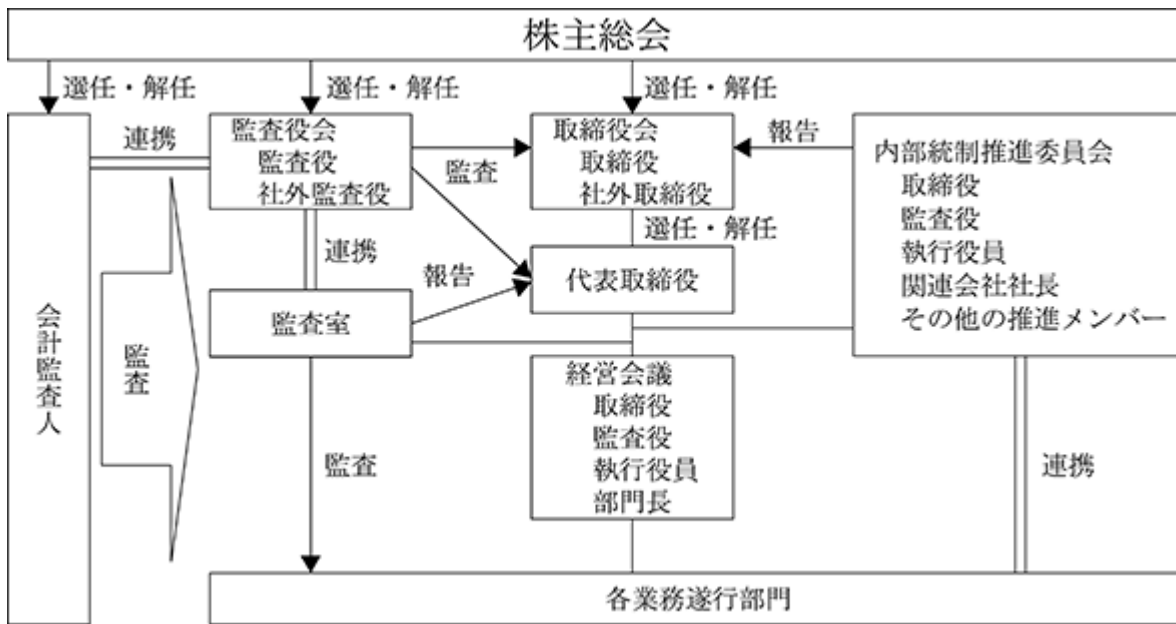 株主総会
選任・解任
選任・解任
選任・解任
連携
監査役会
監査役
社外監査役
監査
取締役会
取締役
社外取締役
報告
内部統制推進委員会
取締役
監査役
執行役員
関連会社社長
その他の推進メンバー
選任・解任
連携
報告
代表取締役
監査室
会計監査人
監査
経営会議
取締役
監査役
執行役員
部門長
監査
連携
各業務遂行部門